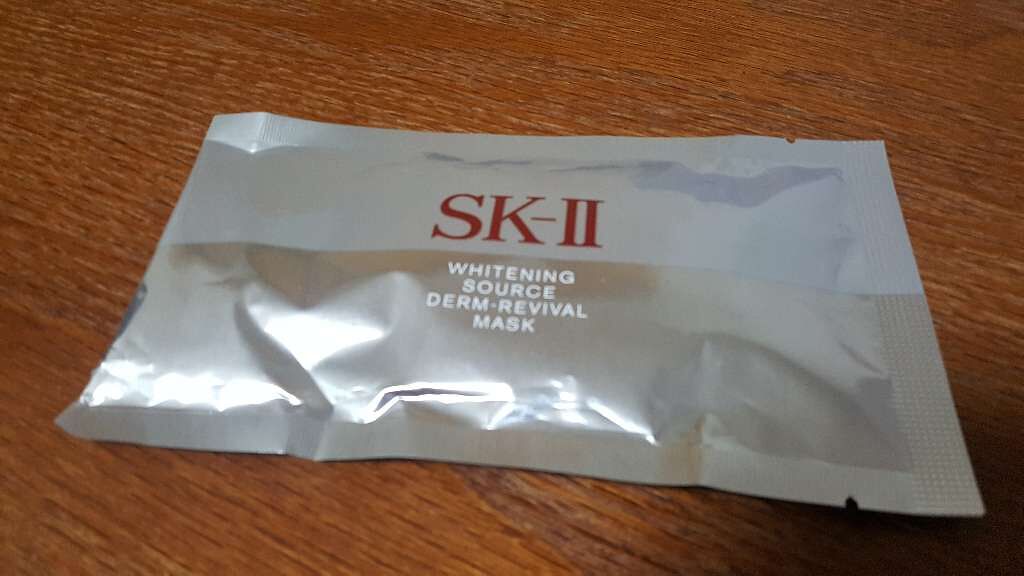 SK-II
WHITENING
SOURCE
DERM-REVIVAL
MASK